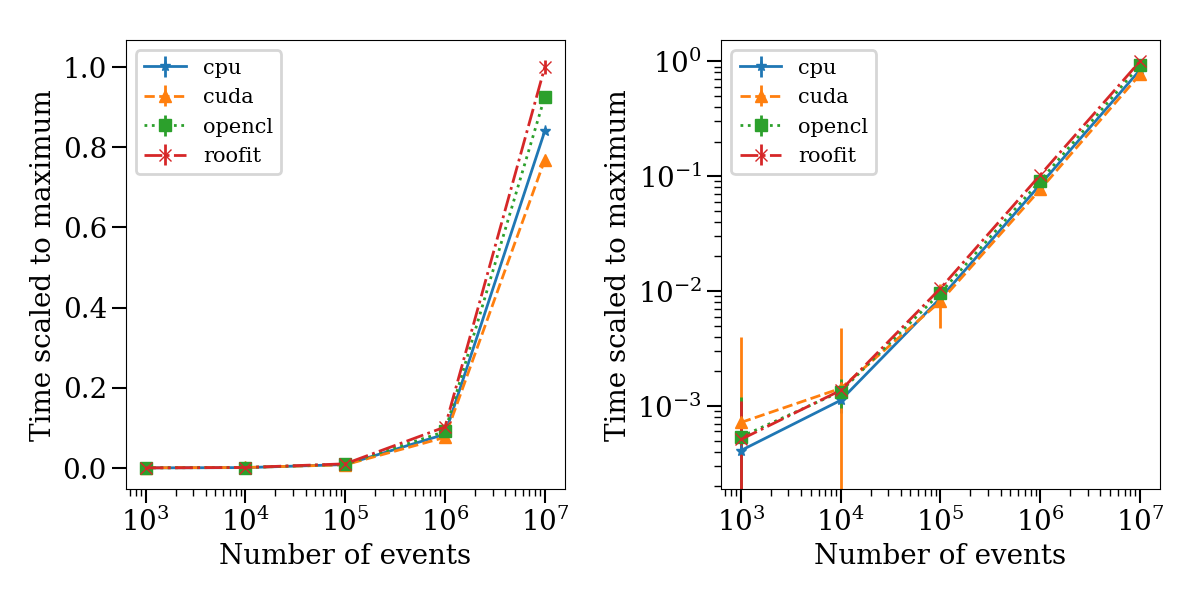 Time scaled to maximum
1.0
0.8
0.6
0.4
0.2
0.0
cpu
cuda
opencl
roofit
10³ 10⁴ 10⁵ 10⁶ 10⁷
Number of events
Time scaled to maximum
10⁰
10⁻¹
10⁻²
10⁻³
cpu
cuda
opencl
roofit
10³ 10⁴ 10⁵ 10⁶ 10⁷
Number of events